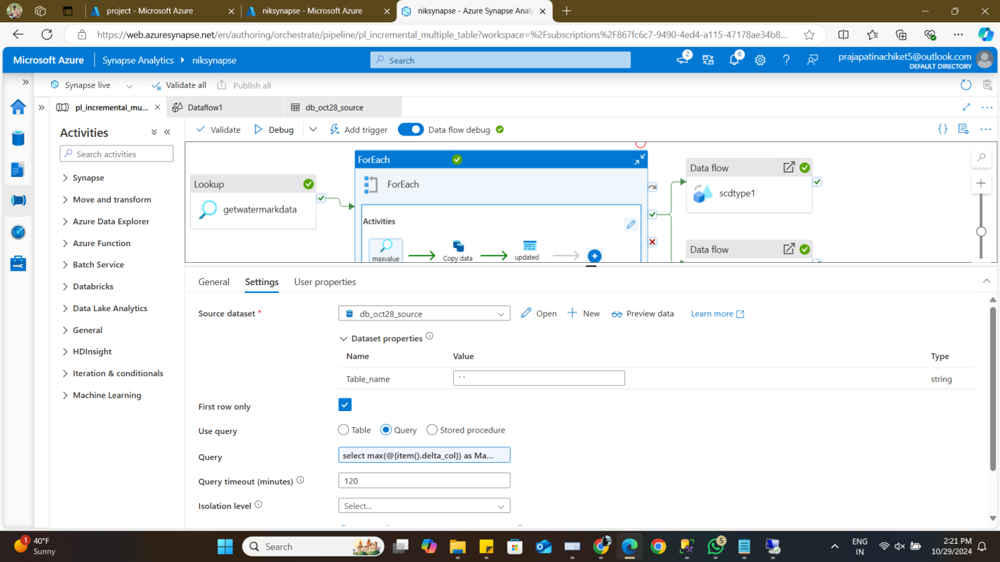 project - Microsoft Azure
niksynapse - Microsoft Azure
niksynapse - Azure Synapse Analy
https://web.azuresynapse.net/en/authoring/orchestrate/pipeline/pl_incremental_multiple_table?workspace=%2Fsubscriptions%2F867fc6c7-9490-4ed4-a115-47178ae34b8...
Microsoft Azure
Synapse Analytics
niksynapse
Search
2
6
prajapatinachiket5@outlook.com
DEFAULT DIRECTORY
Synapse live
Validate all
Publish all
pl_incremental_mu...
Dataflow1
db_oct28_source
Activities
Search activities
Synapse
Move and transform
Azure Data Explorer
Azure Function
Batch Service
Databricks
Data Lake Analytics
General
HDInsight
Iteration & conditionals
Machine Learning
Validate
Debug
Add trigger
Data flow debug
Lookup
getwatermarkdata
ForEach
ForEach
Activities
maxvalue
Copy data
updated
Data flow
scdtype1
Data flow
General
Settings
User properties
Source dataset *
db_oct28_source
Open
New
Preview data
Learn more
Dataset properties
Name
Value
Type
Table_name
' '
string
First row only
Use query
Table
Query
Stored procedure
Query
select max(@{item().delta_col}) as Ma...
Query timeout (minutes)
120
Isolation level
Select...
1
40°F
Sunny
Search
5
ENG
IN
2:21 PM
10/29/2024